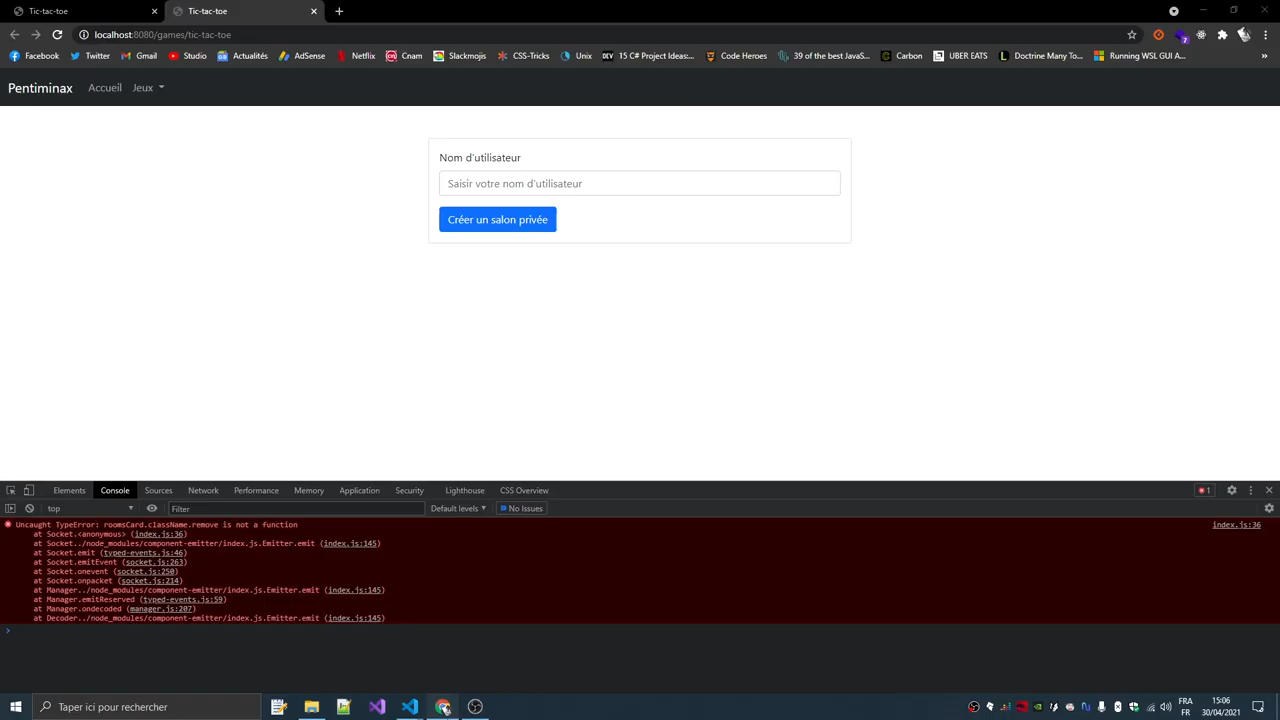 Tic-tac-toe
Tic-tac-toe
localhost:8080/games/tic-tac-toe
7
Facebook
Twitter
Gmail
Studio
Actualités
AdSense
Netflix
Cnam
Slackmojis
CSS-Tricks
Unix
DEV 15 C# Project Ideas:...
Code Heroes
39 of the best JavaS...
Carbon
UBER EATS
Doctrine Many To...
Running WSL GUI A...
»
Pentiminax
Accueil
Jeux
Nom d'utilisateur
Saisir votre nom d'utilisateur
Créer un salon privée
Elements
Console
Sources
Network
Performance
Memory
Application
Security
Lighthouse
CSS Overview
1
top
Filter
Default levels
No Issues
Uncaught TypeError: roomsCard.className.remove is not a function
index.js:36
at Socket.<anonymous> (index.js:36)
at Socket../node_modules/component-emitter/index.js.Emitter.emit (index.js:145)
at Socket.emit (typed-events.js:46)
at Socket.emitEvent (socket.js:263)
at Socket.onevent (socket.js:250)
at Socket.onpacket (socket.js:214)
at Manager../node_modules/component-emitter/index.js.Emitter.emit (index.js:145)
at Manager.emitReserved (typed-events.js:59)
at Manager.ondecoded (manager.js:207)
at Decoder../node_modules/component-emitter/index.js.Emitter.emit (index.js:145)
>
Taper ici pour rechercher
FRA
FR
15:06
30/04/2021